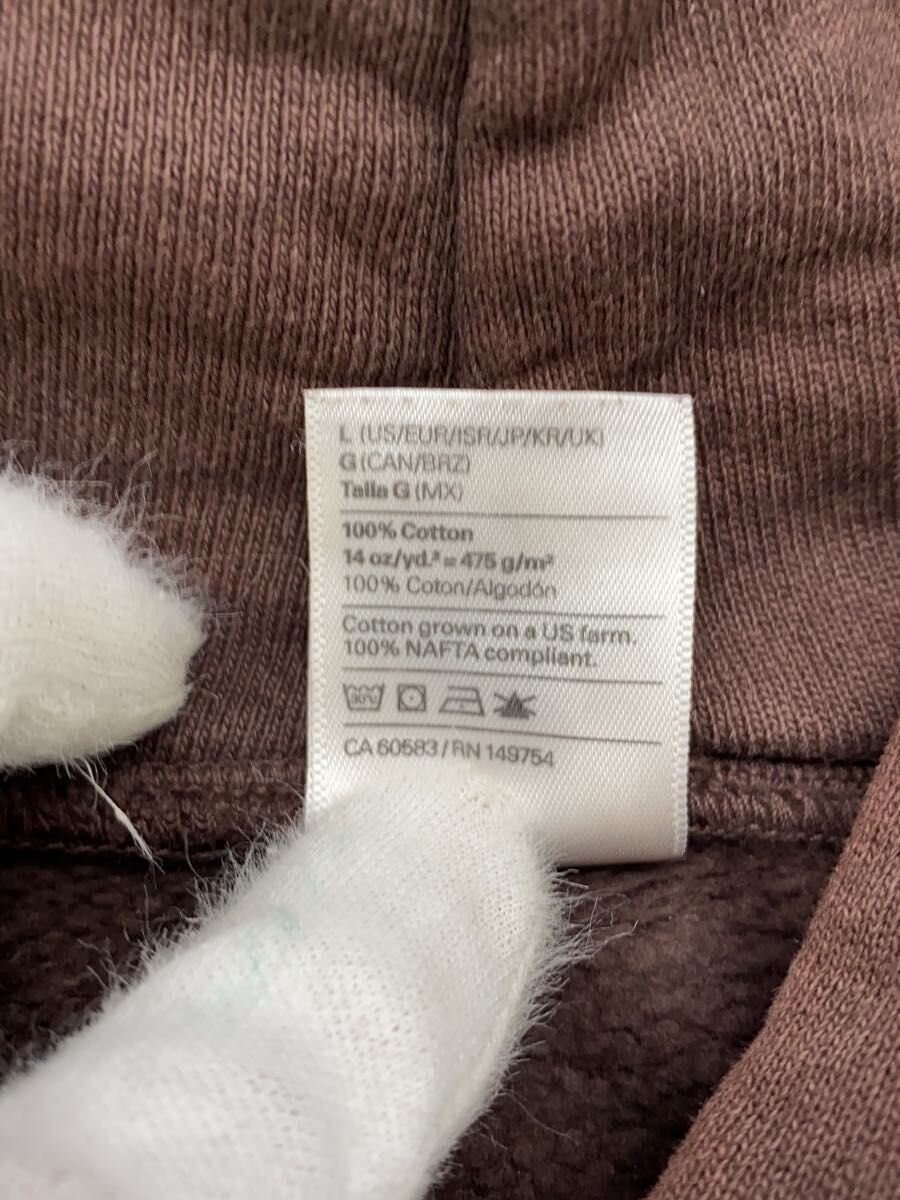 L (US/EUR/ISR/JP/KR/UK)
G (CAN/BRZ)
Talla G (MX)
100% Cotton
14 oz/yd.² = 475 g/m²
100% Coton/Algodón
Cotton grown on a US farm.
100% NAFTA compliant.
30°C
CA 60583 / RN 149754